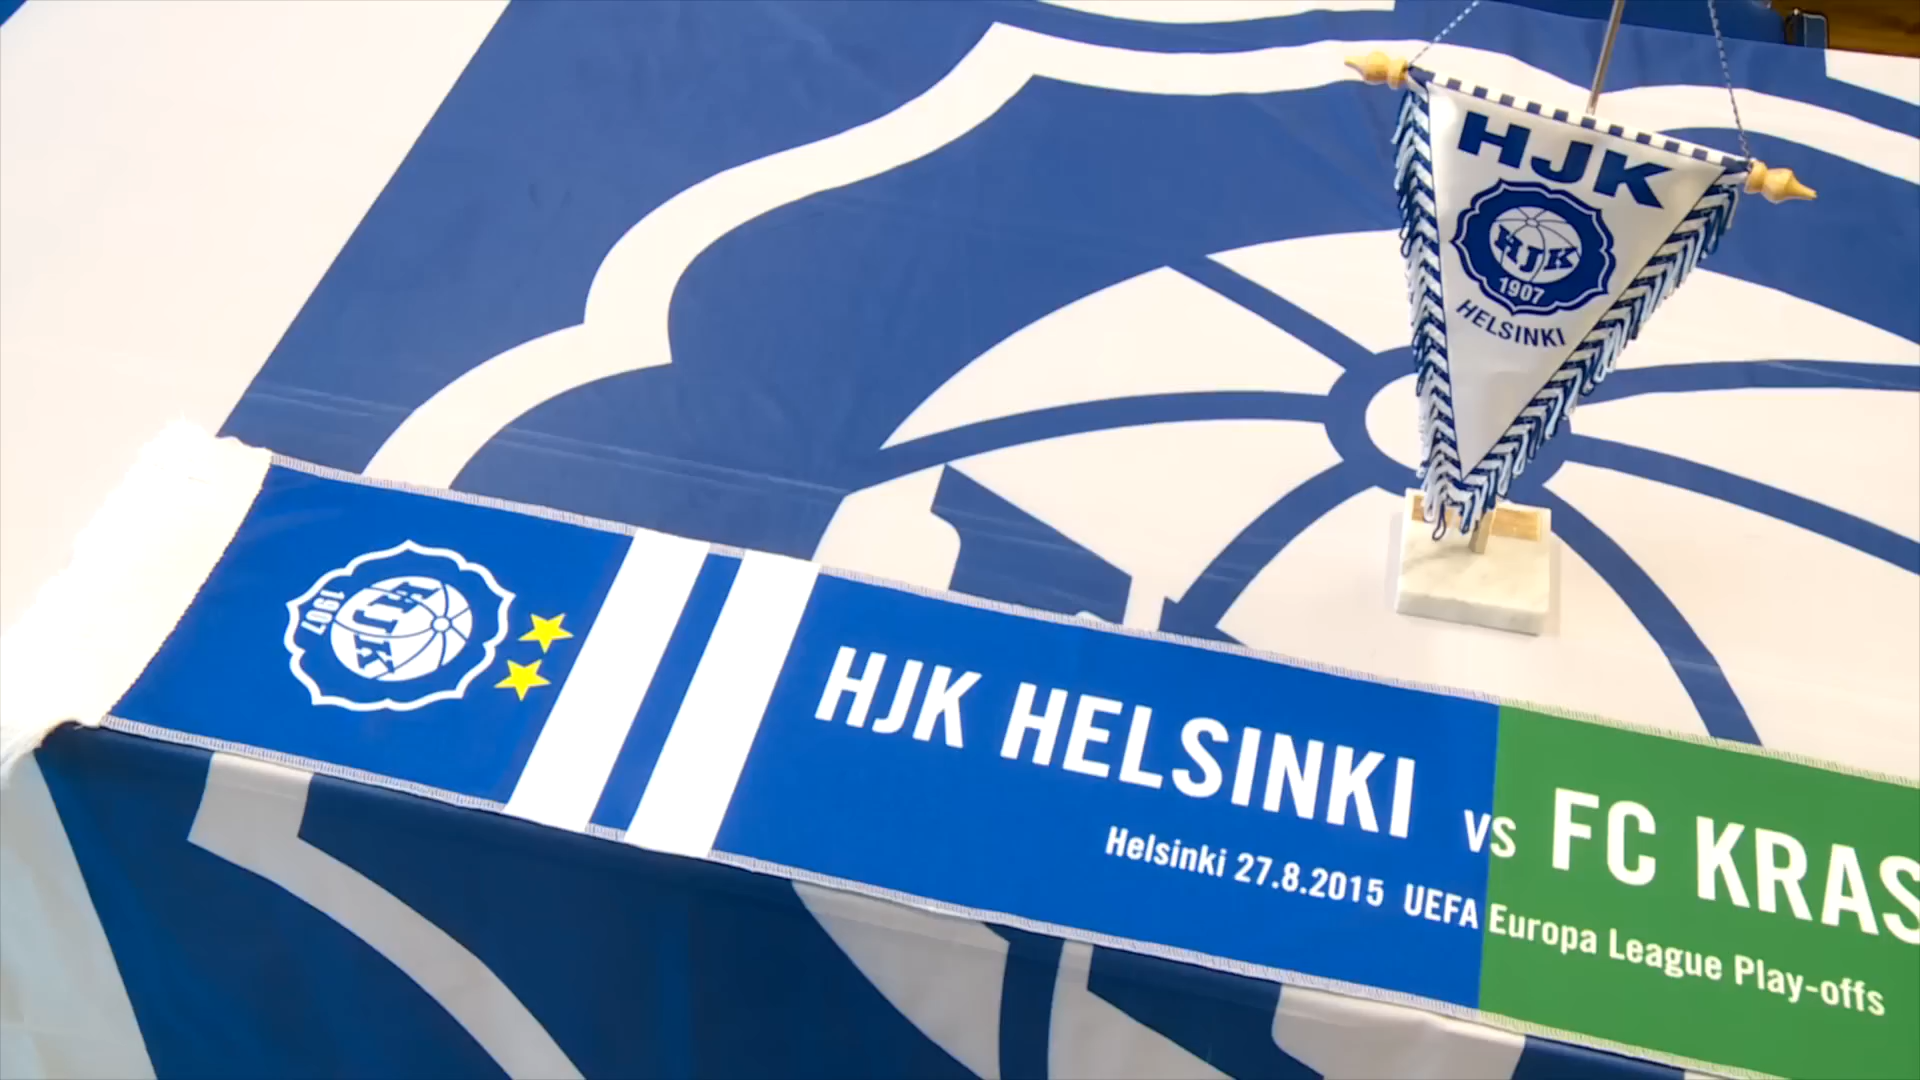 HJK
HJK
1907
HELSINKI
HJK
1907
HJK HELSINKI vs FC KRAS
Helsinki 27.8.2015 UEFA Europa League Play-offs